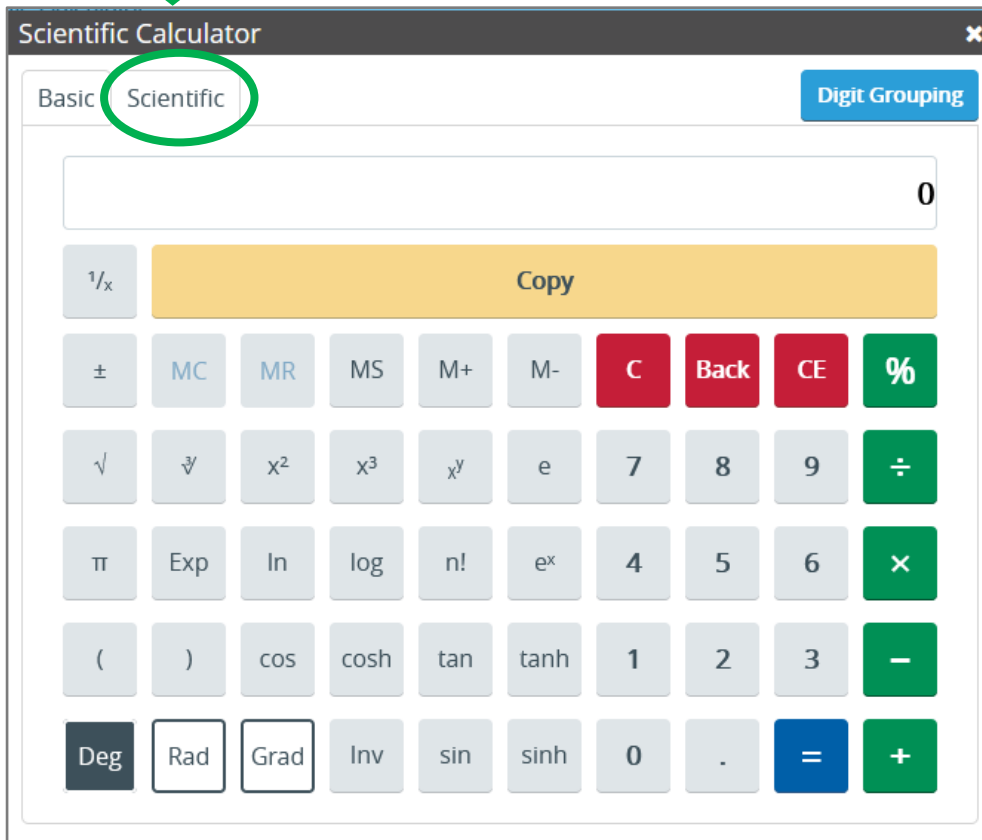 Scientific Calculator ×
Basic Scientific Digit Grouping
0
¹/ₓ Copy
± MC MR MS M+ M- C Back CE %
√ ∛ x² x³ xʸ e 7 8 9 ÷
π Exp ln log n! eˣ 4 5 6 ×
( ) cos cosh tan tanh 1 2 3 −
Deg Rad Grad Inv sin sinh 0 . = +